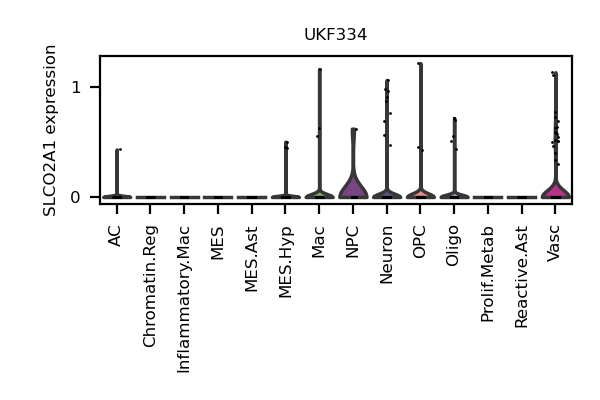 UKF334
SLCO2A1 expression
1
0
AC
Chromatin.Reg
Inflammatory.Mac
MES
MES.Ast
MES.Hyp
Mac
NPC
Neuron
OPC
Oligo
Prolif.Metab
Reactive.Ast
Vasc